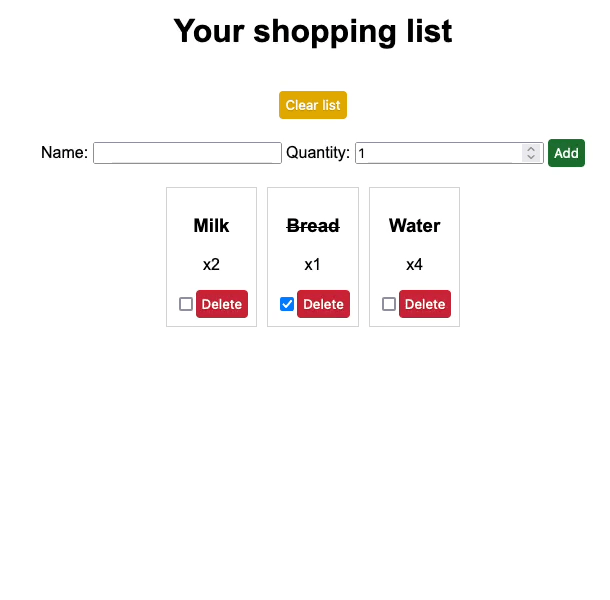 Your shopping list
Clear list
Name: Quantity: 1 Add
Milk Bread Water
x2 x1 x4
Delete Delete Delete